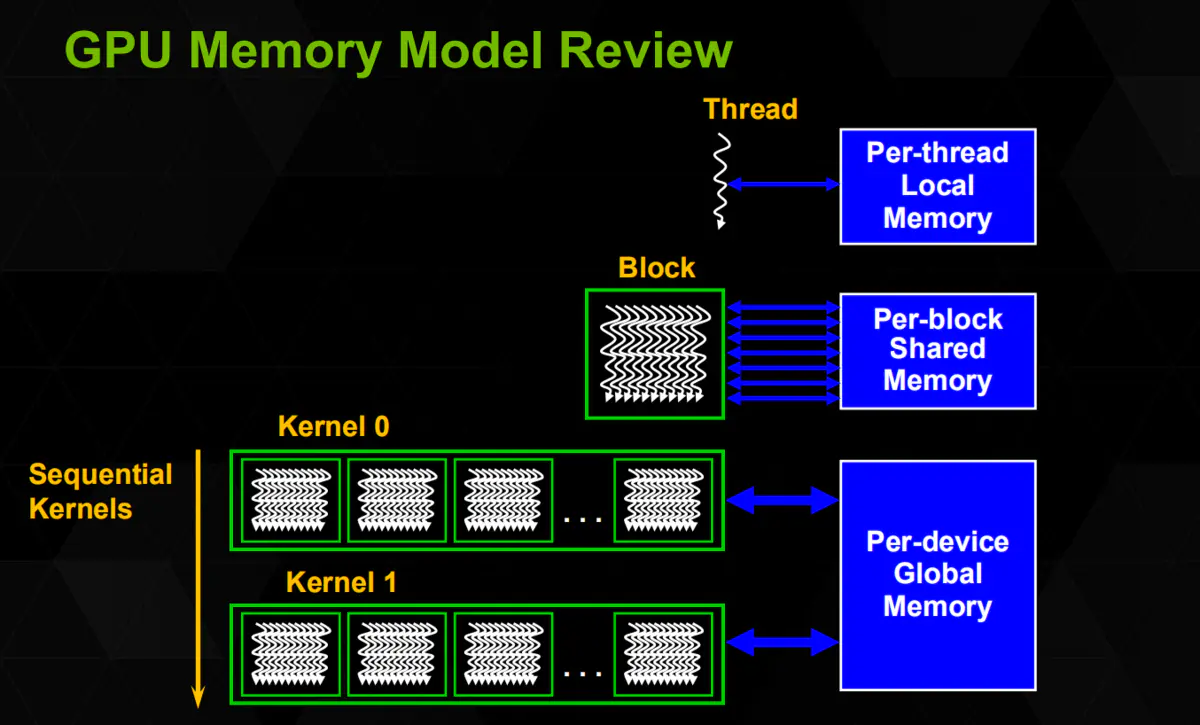 GPU Memory Model Review
Thread
Per-thread
Local
Memory
Block
Per-block
Shared
Memory
Kernel 0
Sequential
Kernels
. . .
Per-device
Global
Memory
Kernel 1
. . .